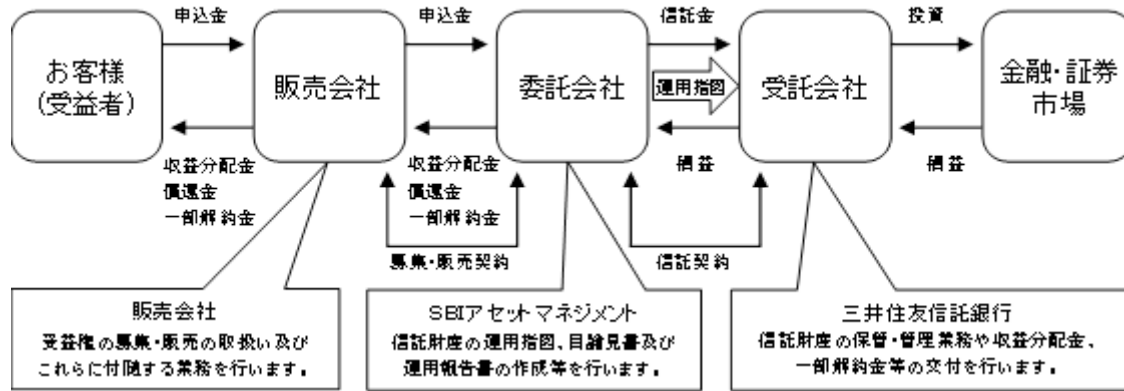 申込金
申込金
信託金
投資
お客様
(受益者)
販売会社
委託会社
運用指図
受託会社
金融・証券
市場
収益分配金
償還金
一部解約金
収益分配金
償還金
一部解約金
損益
損益
募集・販売契約
信託契約
販売会社
受益権の募集・販売の取扱い及び
これらに付随する業務を行います。
SBIアセットマネジメント
信託財産の運用指図、目論見書及び
運用報告書の作成等を行います。
三井住友信託銀行
信託財産の保管・管理業務や収益分配金、
一部解約金等の交付を行います。